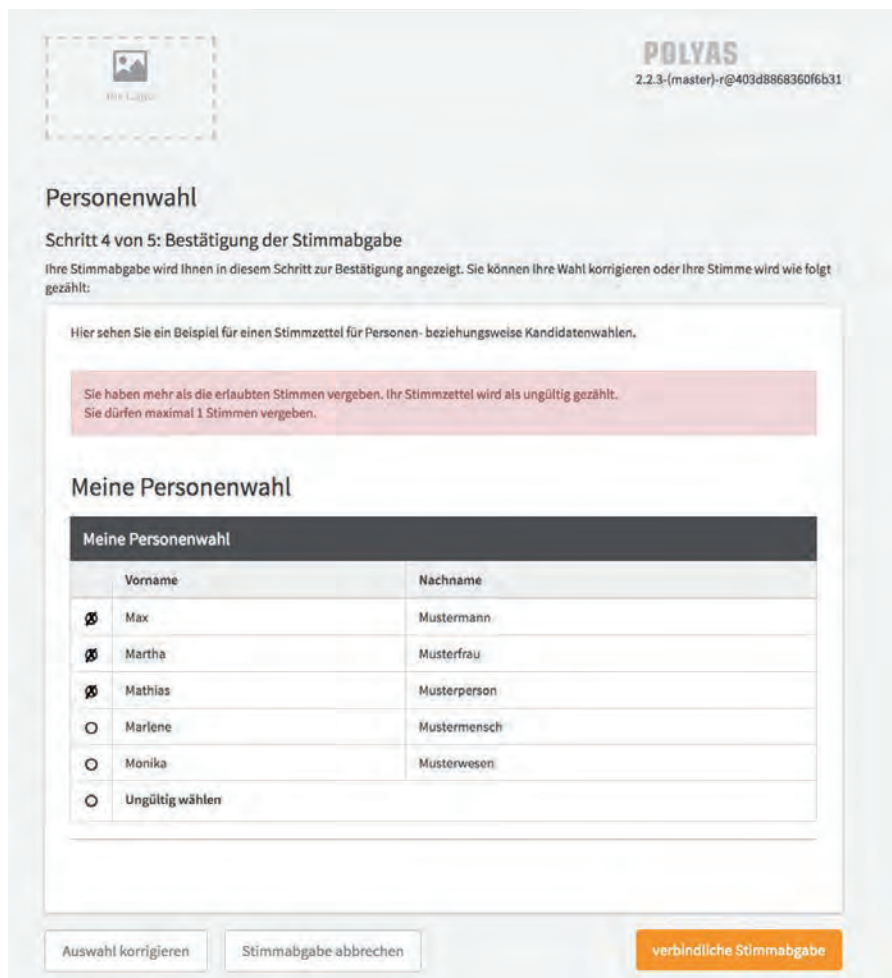 POLYAS
2.2.3-(master)-r@403d8868360f6b31
Personenwahl
Schritt 4 von 5: Bestätigung der Stimmabgabe
Ihre Stimmabgabe wird Ihnen in diesem Schritt zur Bestätigung angezeigt. Sie können Ihre Wahl korrigieren oder Ihre Stimme wird wie folgt
gezählt:
Hier sehen Sie ein Beispiel für einen Stimmzettel für Personen- beziehungsweise Kandidatenwahlen.
Sie haben mehr als die erlaubten Stimmen vergeben. Ihr Stimmzettel wird als ungültig gezählt.
Sie dürfen maximal 1 Stimmen vergeben.
Meine Personenwahl
Meine Personenwahl
Vorname Nachname
Max Mustermann
Martha Musterfrau
Mathias Musterperson
Marlene Mustermensch
Monika Musterwesen
Ungültig wählen
Auswahl korrigieren Stimmabgabe abbrechen verbindliche Stimmabgabe